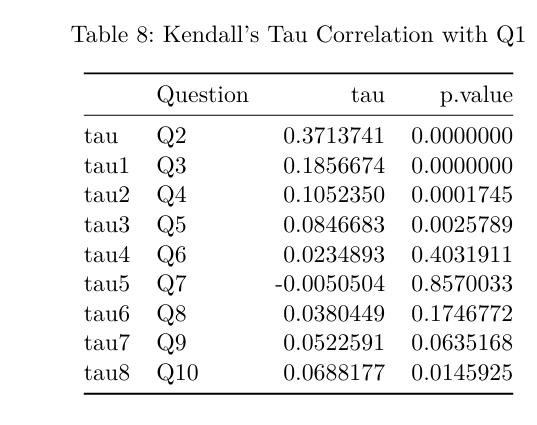 Table 8: Kendall's Tau Correlation with Q1
Question tau p.value
tau Q2 0.3713741 0.0000000
tau1 Q3 0.1856674 0.0000000
tau2 Q4 0.1052350 0.0001745
tau3 Q5 0.0846683 0.0025789
tau4 Q6 0.0234893 0.4031911
tau5 Q7 -0.0050504 0.8570033
tau6 Q8 0.0380449 0.1746772
tau7 Q9 0.0522591 0.0635168
tau8 Q10 0.0688177 0.0145925